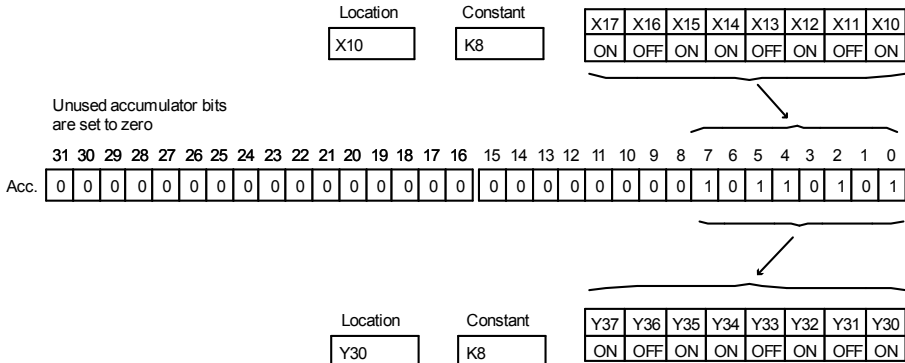 Location Constant
X10 K8
X17 X16 X15 X14 X13 X12 X11 X10
ON OFF ON ON OFF ON OFF ON
Unused accumulator bits
are set to zero
31 30 29 28 27 26 25 24 23 22 21 20 19 18 17 16 15 14 13 12 11 10 9 8 7 6 5 4 3 2 1 0
Acc. 0 0 0 0 0 0 0 0 0 0 0 0 0 0 0 0 0 0 0 0 0 0 0 0 1 0 1 1 0 1 0 1
Location Constant
Y30 K8
Y37 Y36 Y35 Y34 Y33 Y32 Y31 Y30
ON OFF ON ON OFF ON OFF ON